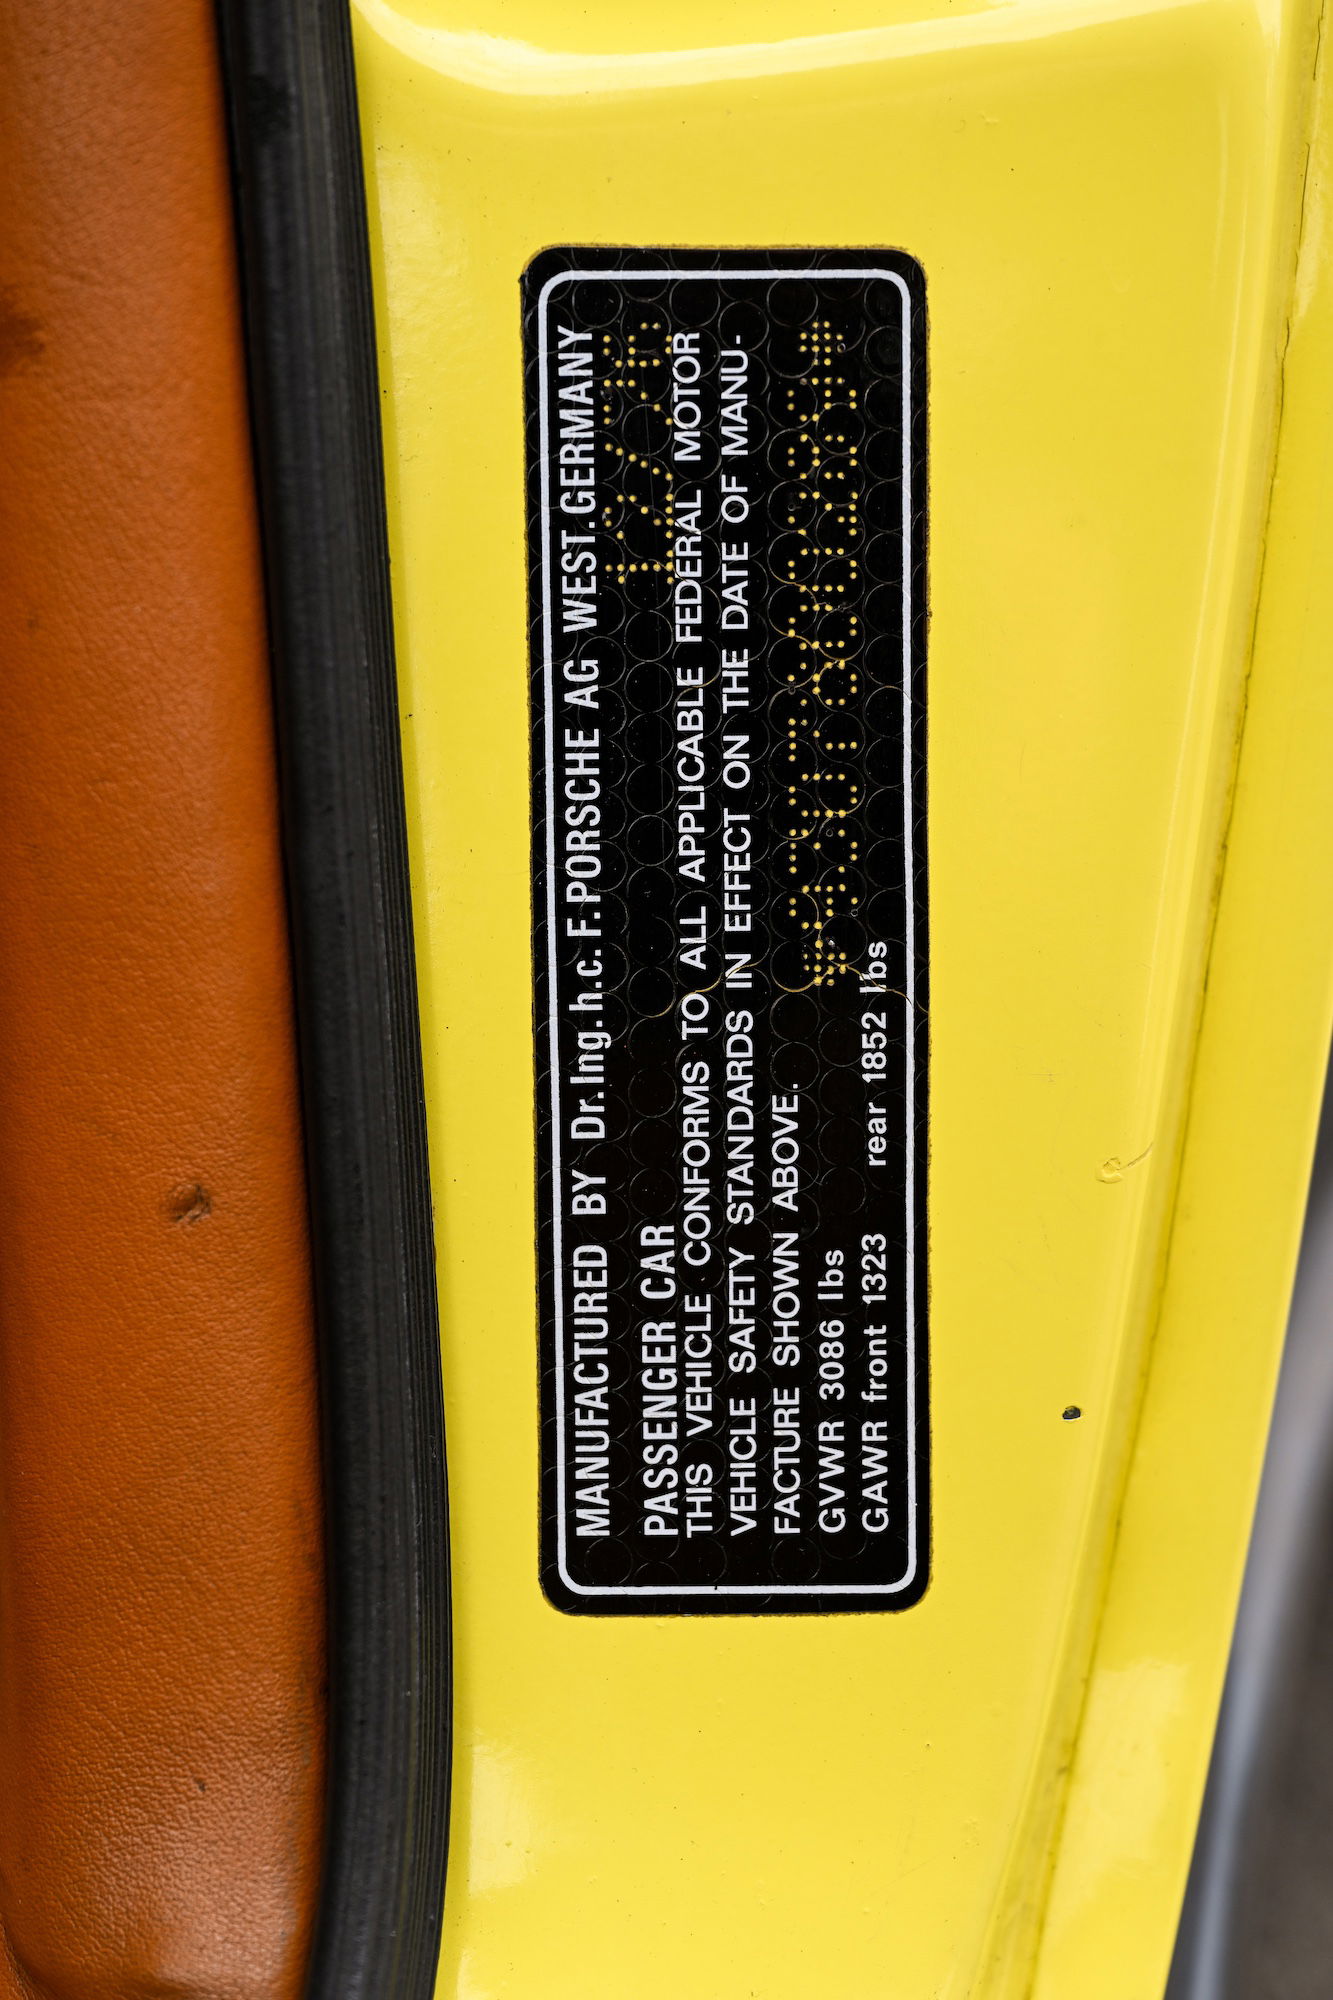 MANUFACTURED BY Dr.Ing.h.c.F.PORSCHE AG WEST.GERMANY
PASSENGER CAR
THIS VEHICLE CONFORMS TO ALL APPLICABLE FEDERAL MOTOR
VEHICLE SAFETY STANDARDS IN EFFECT ON THE DATE OF MANU-
FACTURE SHOWN ABOVE.
GVWR 3086 lbs
GAWR front 1323 rear 1852 lbs